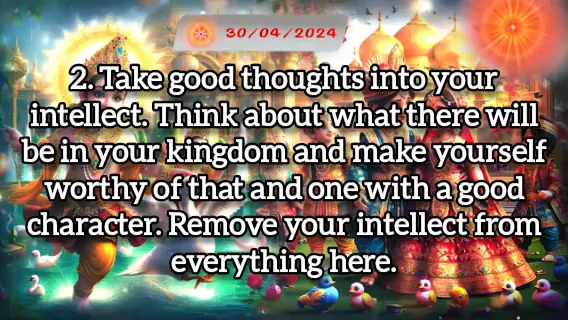 30/04/2024
2. Take good thoughts into your
intellect. Think about what there will
be in your kingdom and make yourself
worthy of that and one with a good
character. Remove your intellect from
everything here.